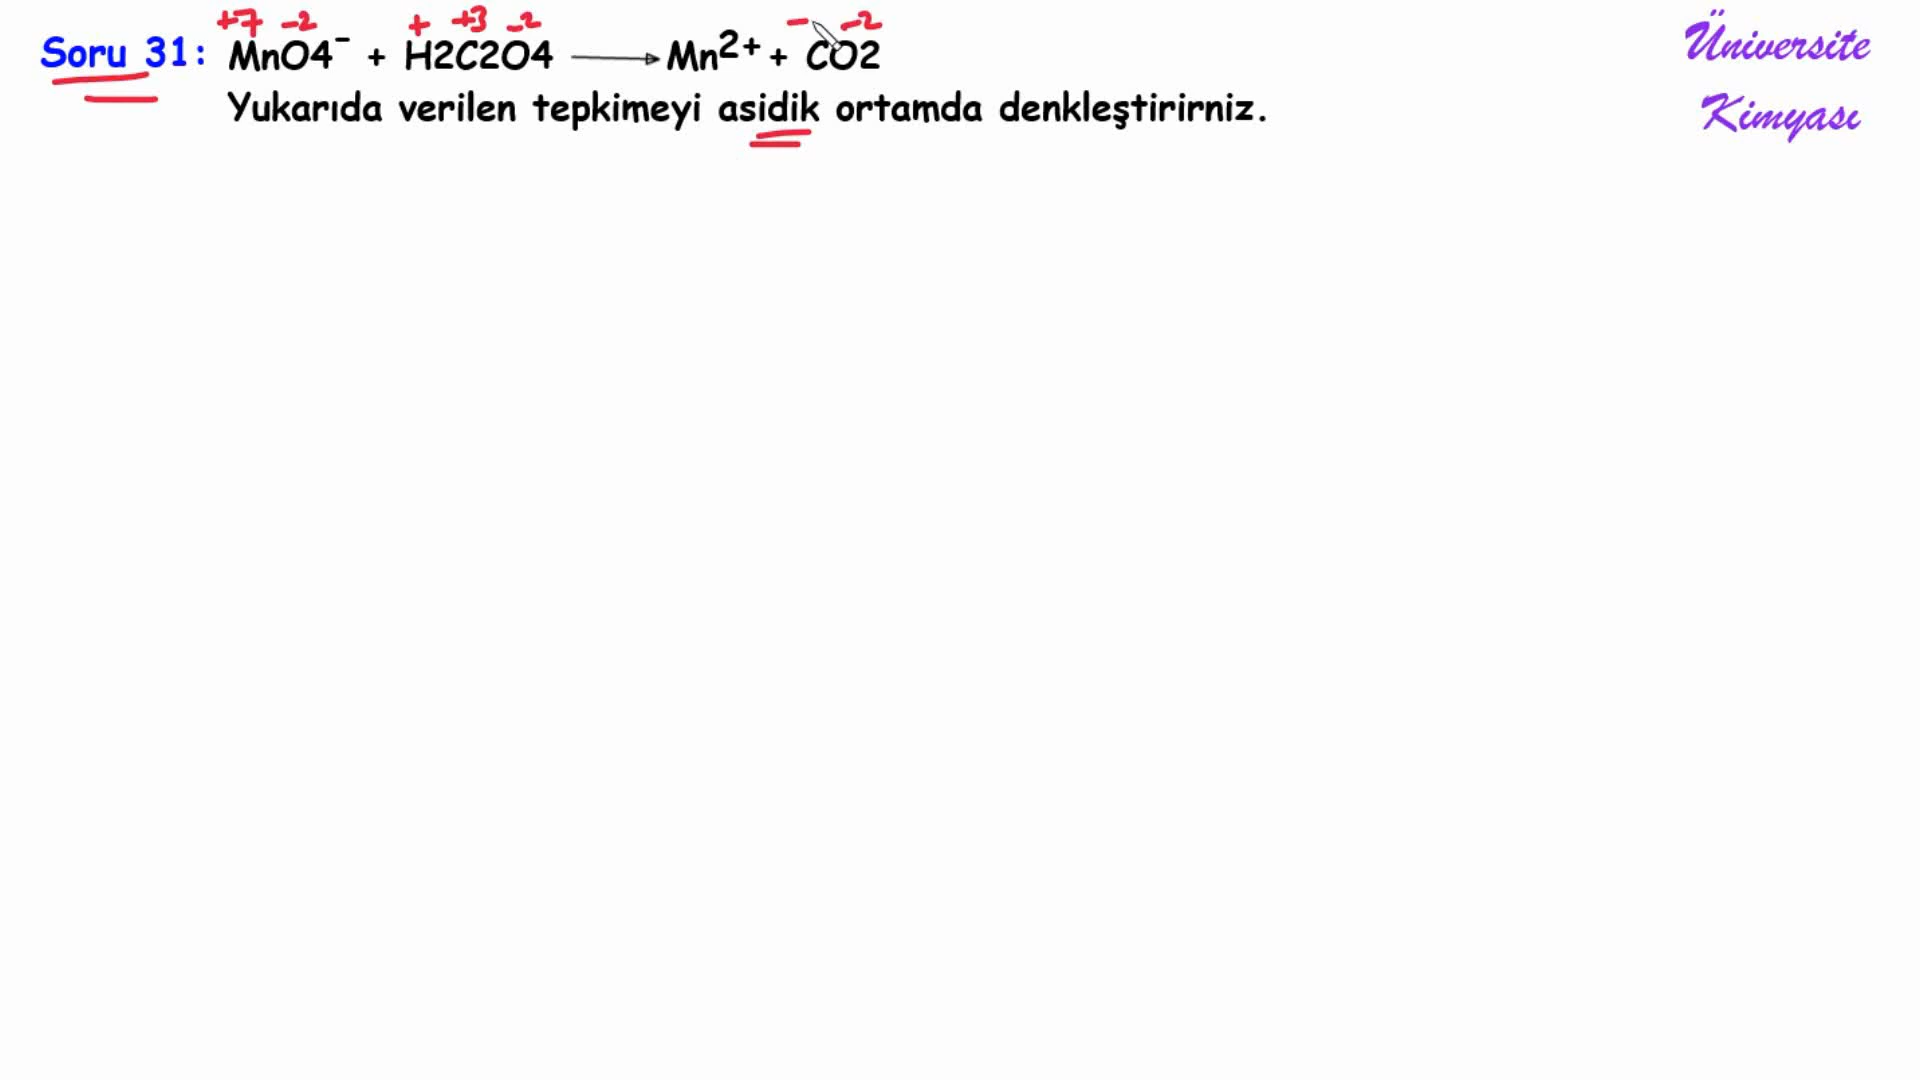 +7 -2 + +3 -2 - -2
Soru 31: MnO4⁻ + H2C2O4 ⟶ Mn2+ + CO2
Yukarıda verilen tepkimeyi asidik ortamda denkleştirirniz.
Üniversite
Kimyası